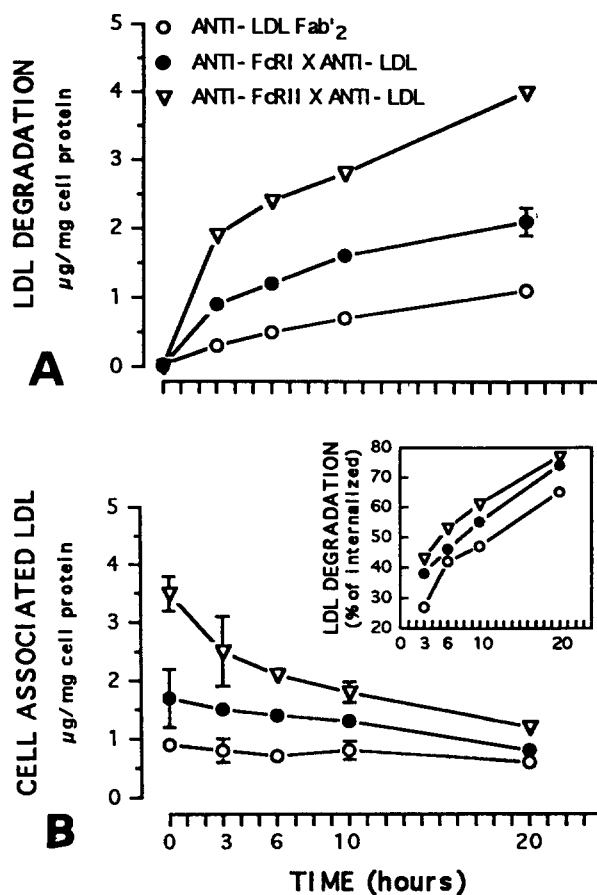 ANTI-LDL Fab'2
ANTI-FcRI X ANTI-LDL
ANTI-FcRII X ANTI-LDL
LDL DEGRADATION
µg/mg cell protein
5
4
3
2
1
0
A
CELL ASSOCIATED LDL
µg/mg cell protein
5
4
3
2
1
0
B
LDL DEGRADATION
(% of internalized)
80
70
60
50
40
30
20
0 3 6 10 20
0 3 6 10 20
TIME (hours)